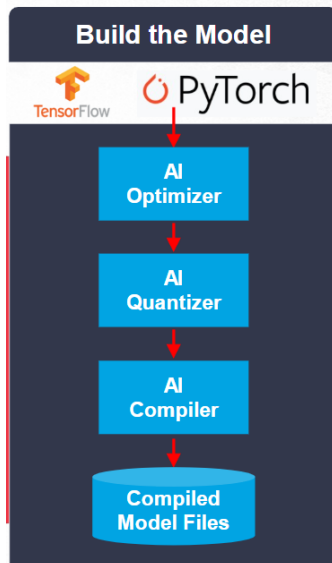 Build the Model
TensorFlow
PyTorch
AI
Optimizer
AI
Quantizer
AI
Compiler
Compiled
Model Files